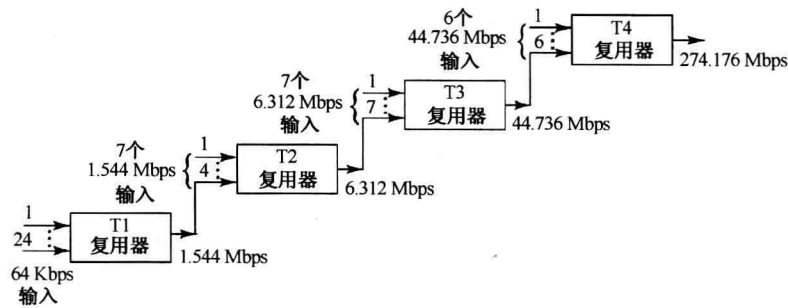 6个
44.736 Mbps
输入
1
6
T4
复用器
274.176 Mbps
7个
6.312 Mbps
输入
1
7
T3
复用器
44.736 Mbps
7个
1.544 Mbps
输入
1
4
T2
复用器
6.312 Mbps
1
24
64 Kbps
输入
T1
复用器
1.544 Mbps